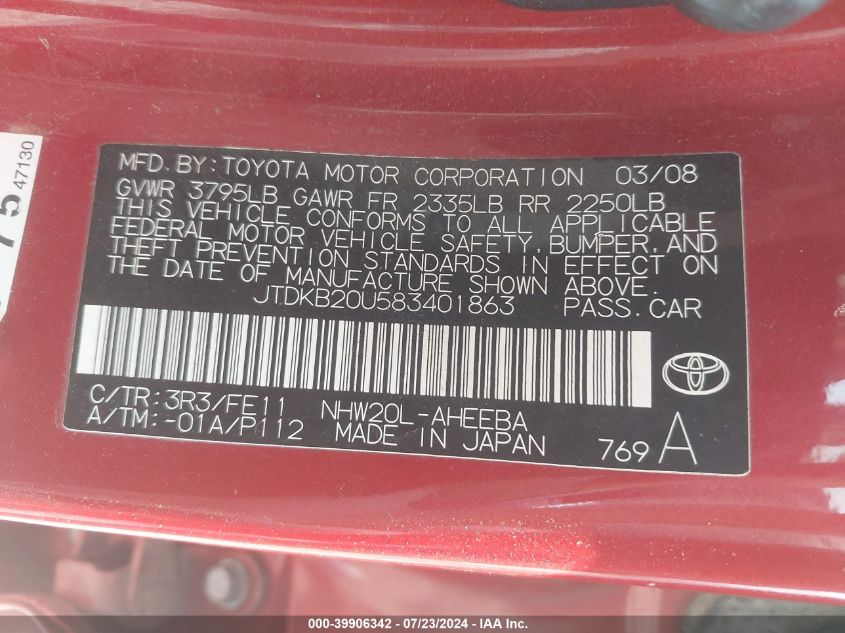 MFD. BY: TOYOTA MOTOR CORPORATION 03/08
GVWR 3795LB GAWR FR 2335LB RR 2250LB
THIS VEHICLE CONFORMS TO ALL APPLICABLE
FEDERAL MOTOR VEHICLE SAFETY, BUMPER, AND
THEFT PREVENTION STANDARDS IN EFFECT ON
THE DATE OF MANUFACTURE SHOWN ABOVE.
JTDKB20U583401863 PASS. CAR
C/TR: 3R3/FE11 NHW20L-AHEEBA
A/TM: -01A/P112 MADE IN JAPAN 769 A
75
47130
000-39906342 - 07/23/2024 - IAA, Inc.